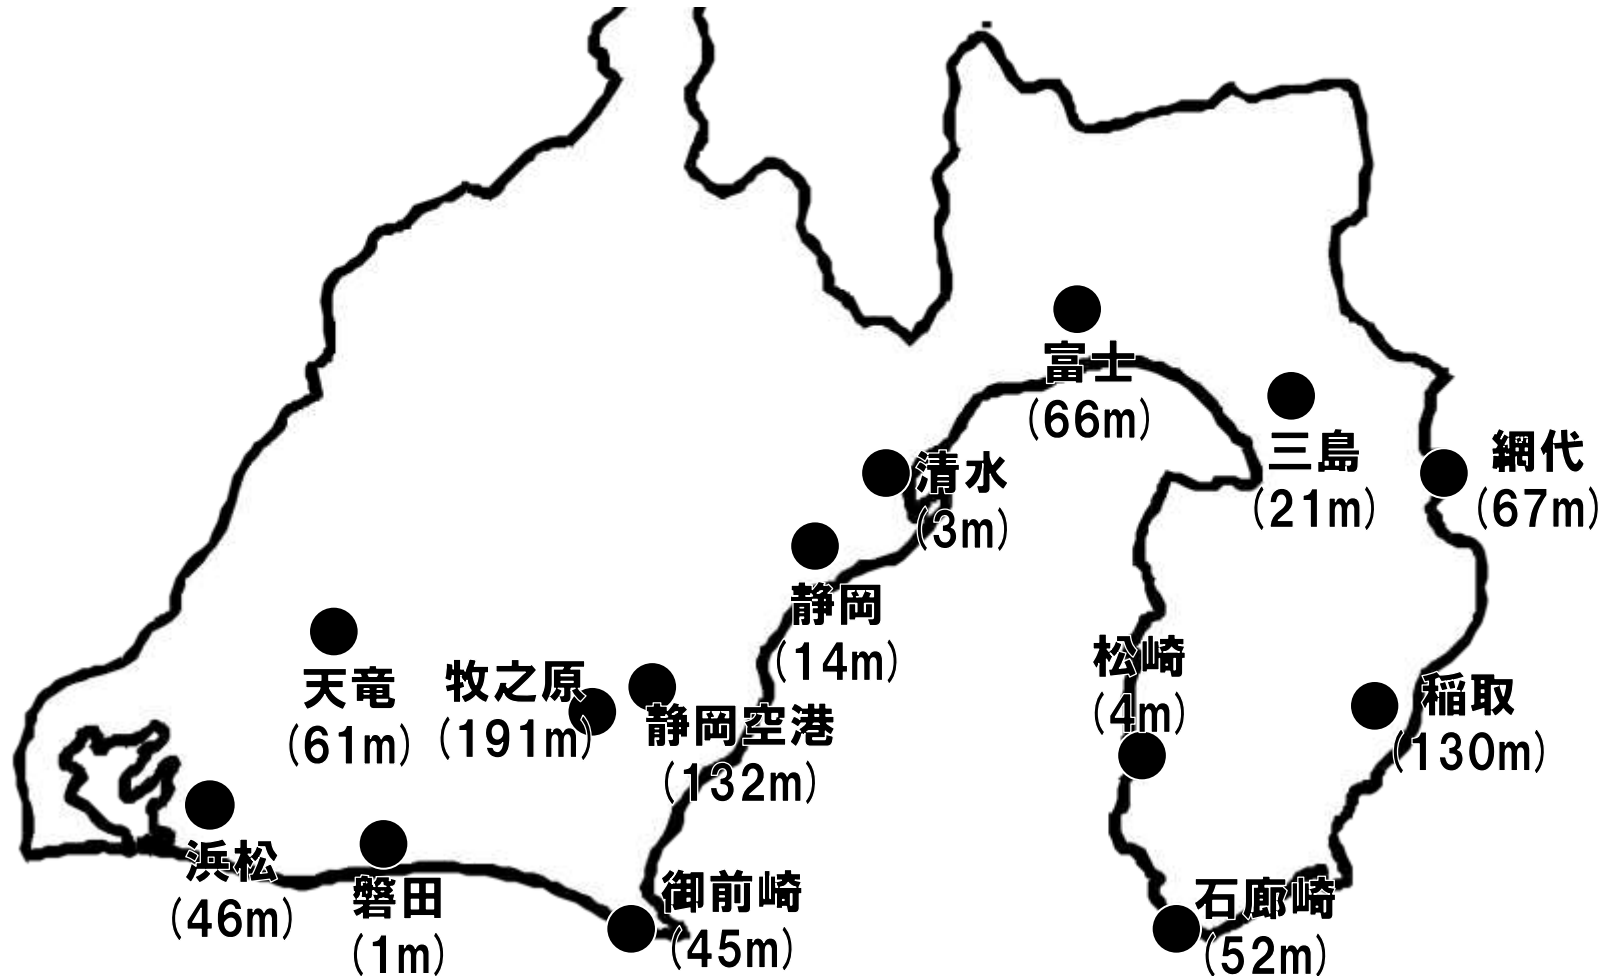 富士
(66m)
三島
(21m)
網代
(67m)
清水
(3m)
静岡
(14m)
松崎
(4m)
天竜
(61m)
牧之原
(191m)
静岡空港
(132m)
稲取
(130m)
浜松
(46m)
磐田
(1m)
御前崎
(45m)
石廊崎
(52m)